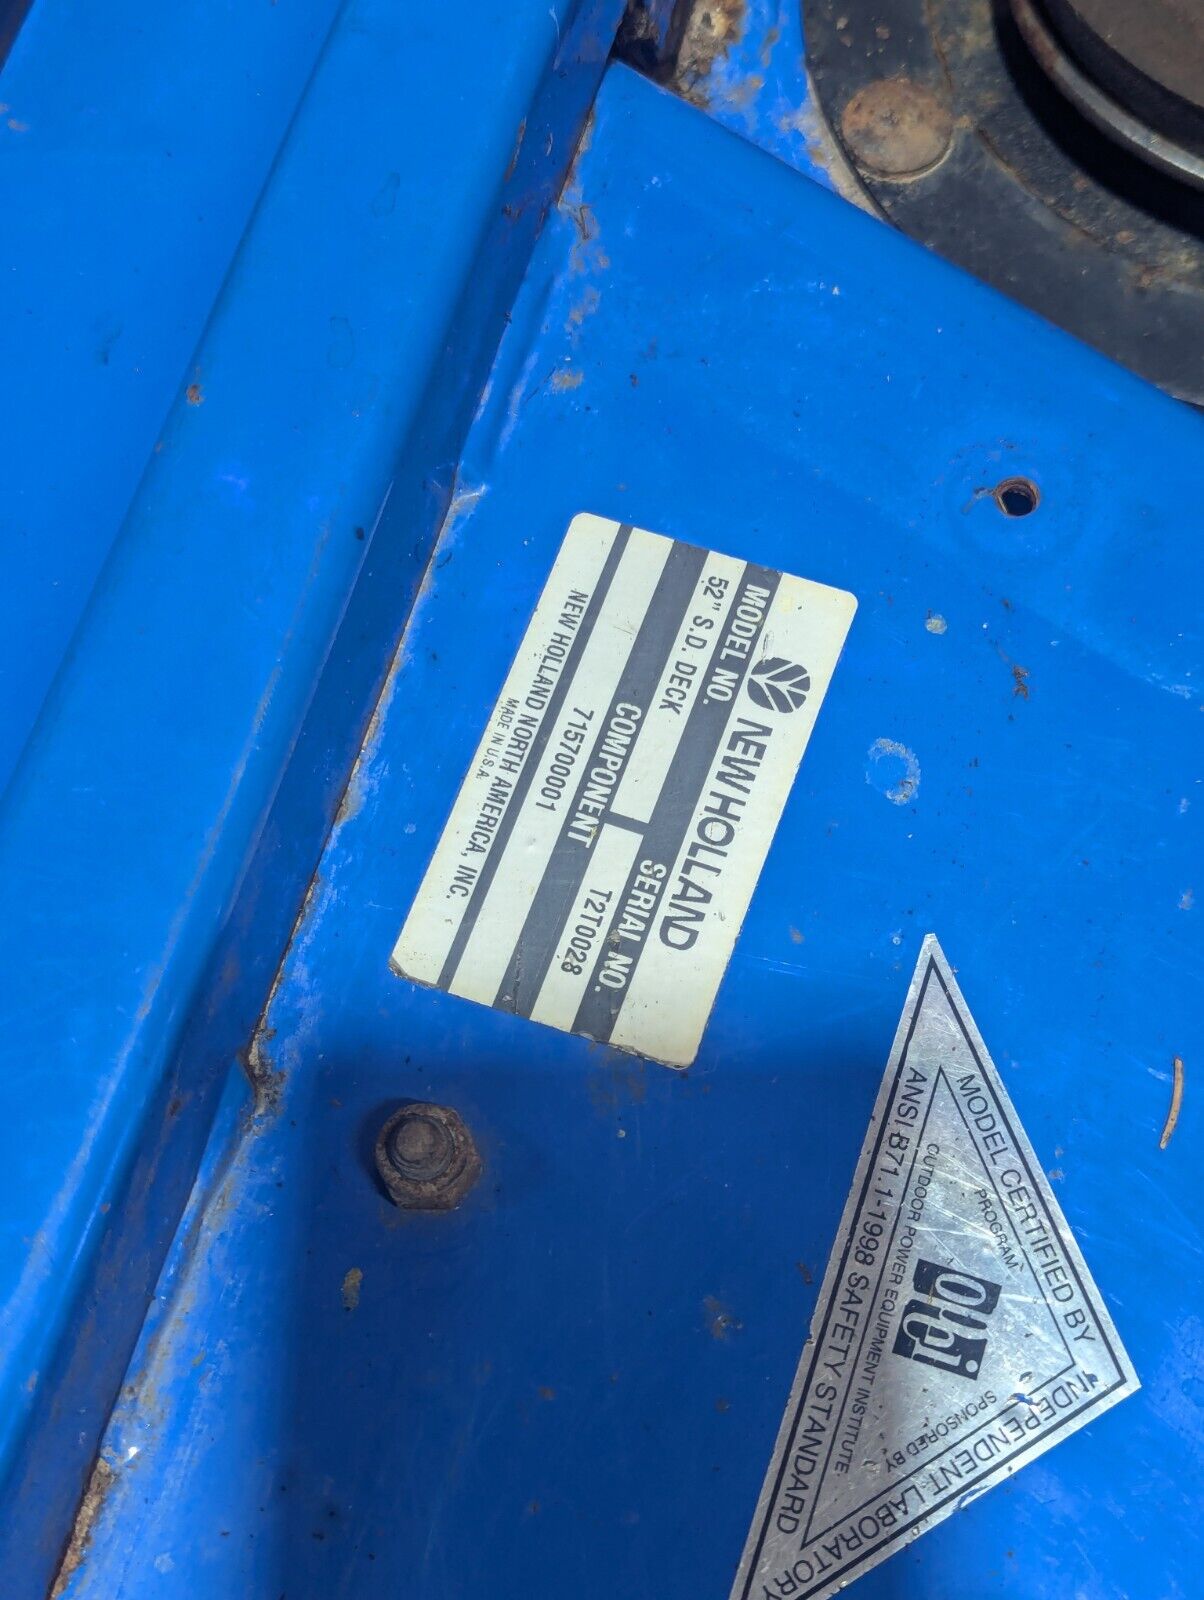 NEW HOLLAND
MODEL NO. SERIAL NO.
52" S.D. DECK T2T0028
COMPONENT
715700001
NEW HOLLAND NORTH AMERICA, INC.
MADE IN U.S.A.
MODEL CERTIFIED BY INDEPENDENT LABORATORY
ANSI B71.1-1998 SAFETY STANDARD
PROGRAM SPONSORED BY
OUTDOOR POWER EQUIPMENT INSTITUTE
opei